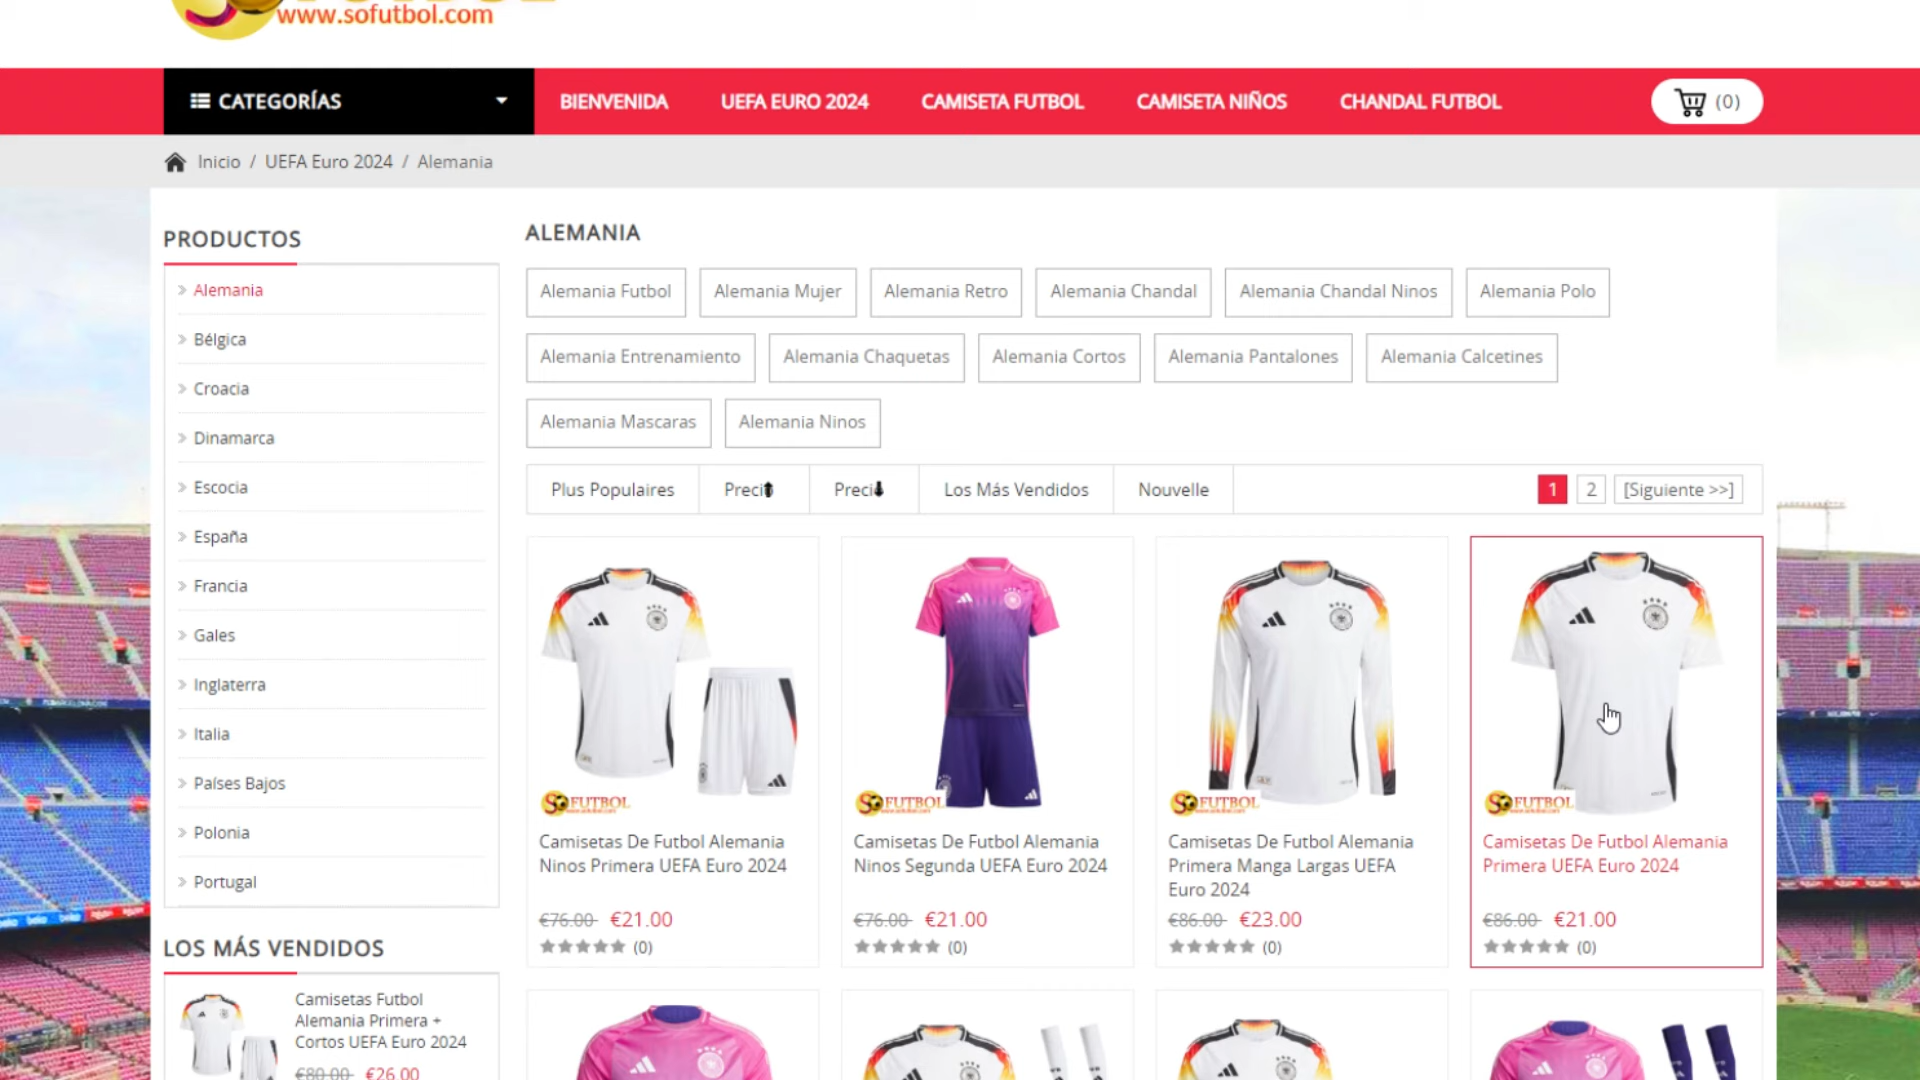 www.sofutbol.com
CATEGORÍAS
BIENVENIDA
UEFA EURO 2024
CAMISETA FUTBOL
CAMISETA NIÑOS
CHANDAL FUTBOL
(0)
Inicio / UEFA Euro 2024 / Alemania
PRODUCTOS
Alemania
Bélgica
Croacia
Dinamarca
Escocia
España
Francia
Gales
Inglaterra
Italia
Países Bajos
Polonia
Portugal
LOS MÁS VENDIDOS
Camisetas Futbol
Alemania Primera +
Cortos UEFA Euro 2024
€80.00 €26.00
ALEMANIA
Alemania Futbol
Alemania Mujer
Alemania Retro
Alemania Chandal
Alemania Chandal Ninos
Alemania Polo
Alemania Entrenamiento
Alemania Chaquetas
Alemania Cortos
Alemania Pantalones
Alemania Calcetines
Alemania Mascaras
Alemania Ninos
Plus Populaires
Preci
Preci
Los Más Vendidos
Nouvelle
1
2
[Siguiente >>]
SOFUTBOL
Camisetas De Futbol Alemania
Ninos Primera UEFA Euro 2024
€76.00 €21.00
(0)
SOFUTBOL
Camisetas De Futbol Alemania
Ninos Segunda UEFA Euro 2024
€76.00 €21.00
(0)
SOFUTBOL
Camisetas De Futbol Alemania
Primera Manga Largas UEFA
Euro 2024
€86.00 €23.00
(0)
SOFUTBOL
Camisetas De Futbol Alemania
Primera UEFA Euro 2024
€86.00 €21.00
(0)